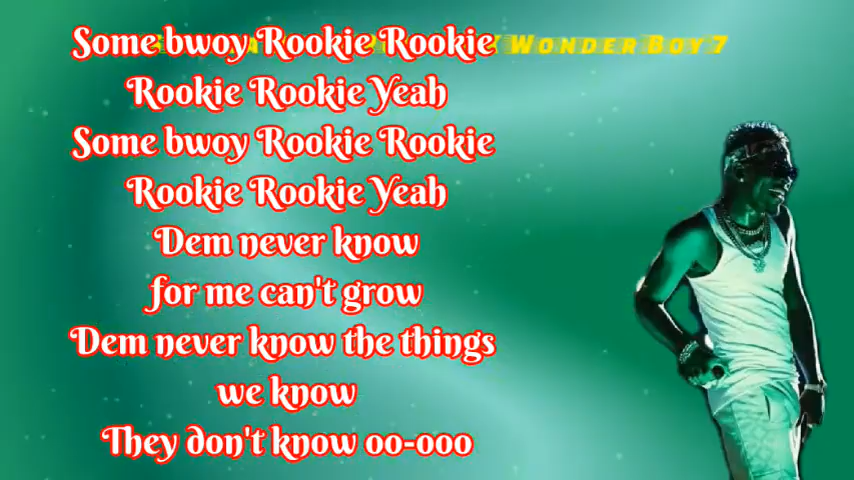 Some bwoy Rookie Rookie
Wonder Boy 7
Rookie Rookie Yeah
Some bwoy Rookie Rookie
Rookie Rookie Yeah
Dem never know
for me can't grow
Dem never know the things
we know
They don't know oo-ooo